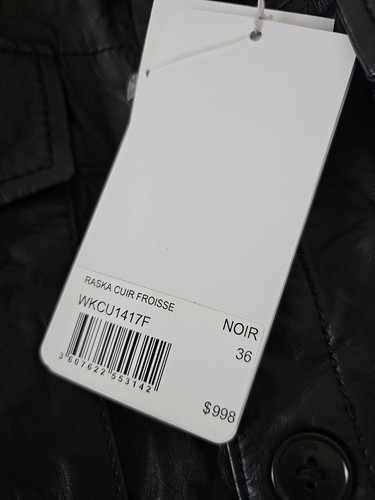 RASKA CUIR FROISSE
WKCU1417F
NOIR
36
3 607622 553142
$998